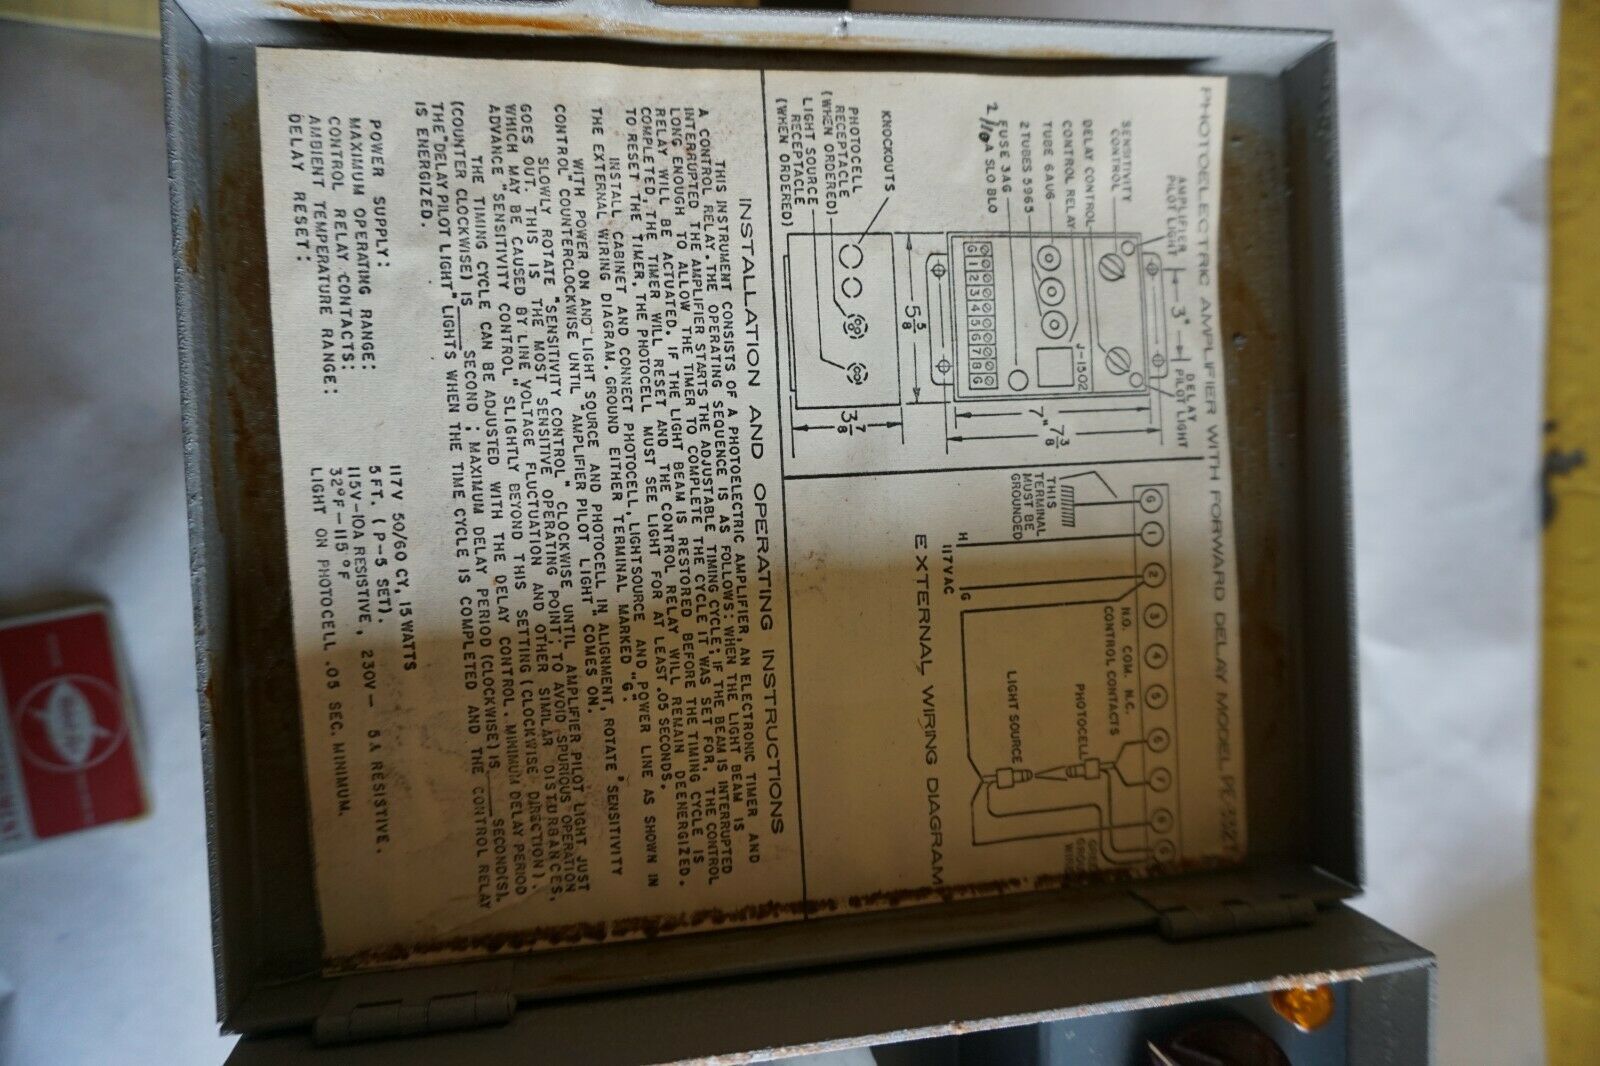 PHOTOELECTRIC AMPLIFIER WITH FORWARD DELAY MODEL
AMPLIFIER
PILOT LIGHT
3"
DELAY
PILOT LIGHT
SENSITIVITY
CONTROL
DELAY CONTROL
CONTROL RELAY
TUBE 6AU6
2 TUBES 5965
FUSE 3AG
2/10 A SLO BLO
J-1502
G 1 2 3 4 5 6 7 8 G
7"
7 3/8
5 5/8
KNOCKOUTS
PHOTOCELL
RECEPTACLE
(WHEN ORDERED)
LIGHT SOURCE
RECEPTACLE
(WHEN ORDERED)
3 7/8
G 1 2 3 4 5 6 7 8 G
THIS
TERMINAL
MUST BE
GROUNDED
H
117VAC
G
N.O. COM. N.C.
CONTROL CONTACTS
PHOTOCELL
LIGHT SOURCE
EXTERNAL WIRING DIAGRAM
INSTALLATION AND OPERATING INSTRUCTIONS
THIS INSTRUMENT CONSISTS OF A PHOTOELECTRIC AMPLIFIER AN ELECTRONIC TIMER AND
A CONTROL RELAY. THE OPERATING SEQUENCE IS AS FOLLOWS: WHEN THE LIGHT BEAM IS
INTERRUPTED THE AMPLIFIER STARTS THE ADJUSTABLE TIMING CYCLE; IF THE BEAM IS INTERRUPTED
LONG ENOUGH TO ALLOW THE TIMER TO COMPLETE THE CYCLE IT WAS SET FOR, THE CONTROL
RELAY WILL BE ACTUATED. IF THE LIGHT BEAM IS RESTORED BEFORE THE TIMING CYCLE IS
COMPLETED, THE TIMER WILL RESET AND THE CONTROL RELAY WILL REMAIN DEENERGIZED.
TO RESET THE TIMER, THE PHOTOCELL MUST SEE LIGHT FOR AT LEAST .05 SECONDS.
INSTALL CABINET AND CONNECT PHOTOCELL, LIGHTSOURCE AND POWER LINE AS SHOWN IN
THE EXTERNAL WIRING DIAGRAM. GROUND EITHER TERMINAL MARKED "G".
WITH POWER ON AND LIGHT SOURCE AND PHOTOCELL IN ALIGNMENT, ROTATE "SENSITIVITY
CONTROL" COUNTERCLOCKWISE UNTIL "AMPLIFIER PILOT LIGHT" COMES ON.
SLOWLY ROTATE "SENSITIVITY CONTROL" CLOCKWISE UNTIL AMPLIFIER PILOT LIGHT JUST
GOES OUT. THIS IS THE MOST SENSITIVE OPERATING POINT. TO AVOID SPURIOUS OPERATION
WHICH MAY BE CAUSED BY LINE VOLTAGE FLUCTUATION AND OTHER SIMILAR DISTURBANCES,
ADVANCE "SENSITIVITY CONTROL" SLIGHTLY BEYOND THIS SETTING (CLOCKWISE DIRECTION).
THE TIMING CYCLE CAN BE ADJUSTED WITH THE DELAY CONTROL. MINIMUM DELAY PERIOD
(COUNTER CLOCKWISE) IS ____ SECOND ; MAXIMUM DELAY PERIOD (CLOCKWISE) IS ____ SECOND(S).
THE "DELAY PILOT LIGHT" LIGHTS WHEN THE TIME CYCLE IS COMPLETED AND THE CONTROL RELAY
IS ENERGIZED.
POWER SUPPLY: 117V 50/60 CY, 15 WATTS
MAXIMUM OPERATING RANGE: 5 FT. (P-5 SET).
CONTROL RELAY CONTACTS: 115V-10A RESISTIVE, 230V- 5A RESISTIVE.
AMBIENT TEMPERATURE RANGE: 32°F-115°F
DELAY RESET: LIGHT ON PHOTOCELL .05 SEC. MINIMUM.